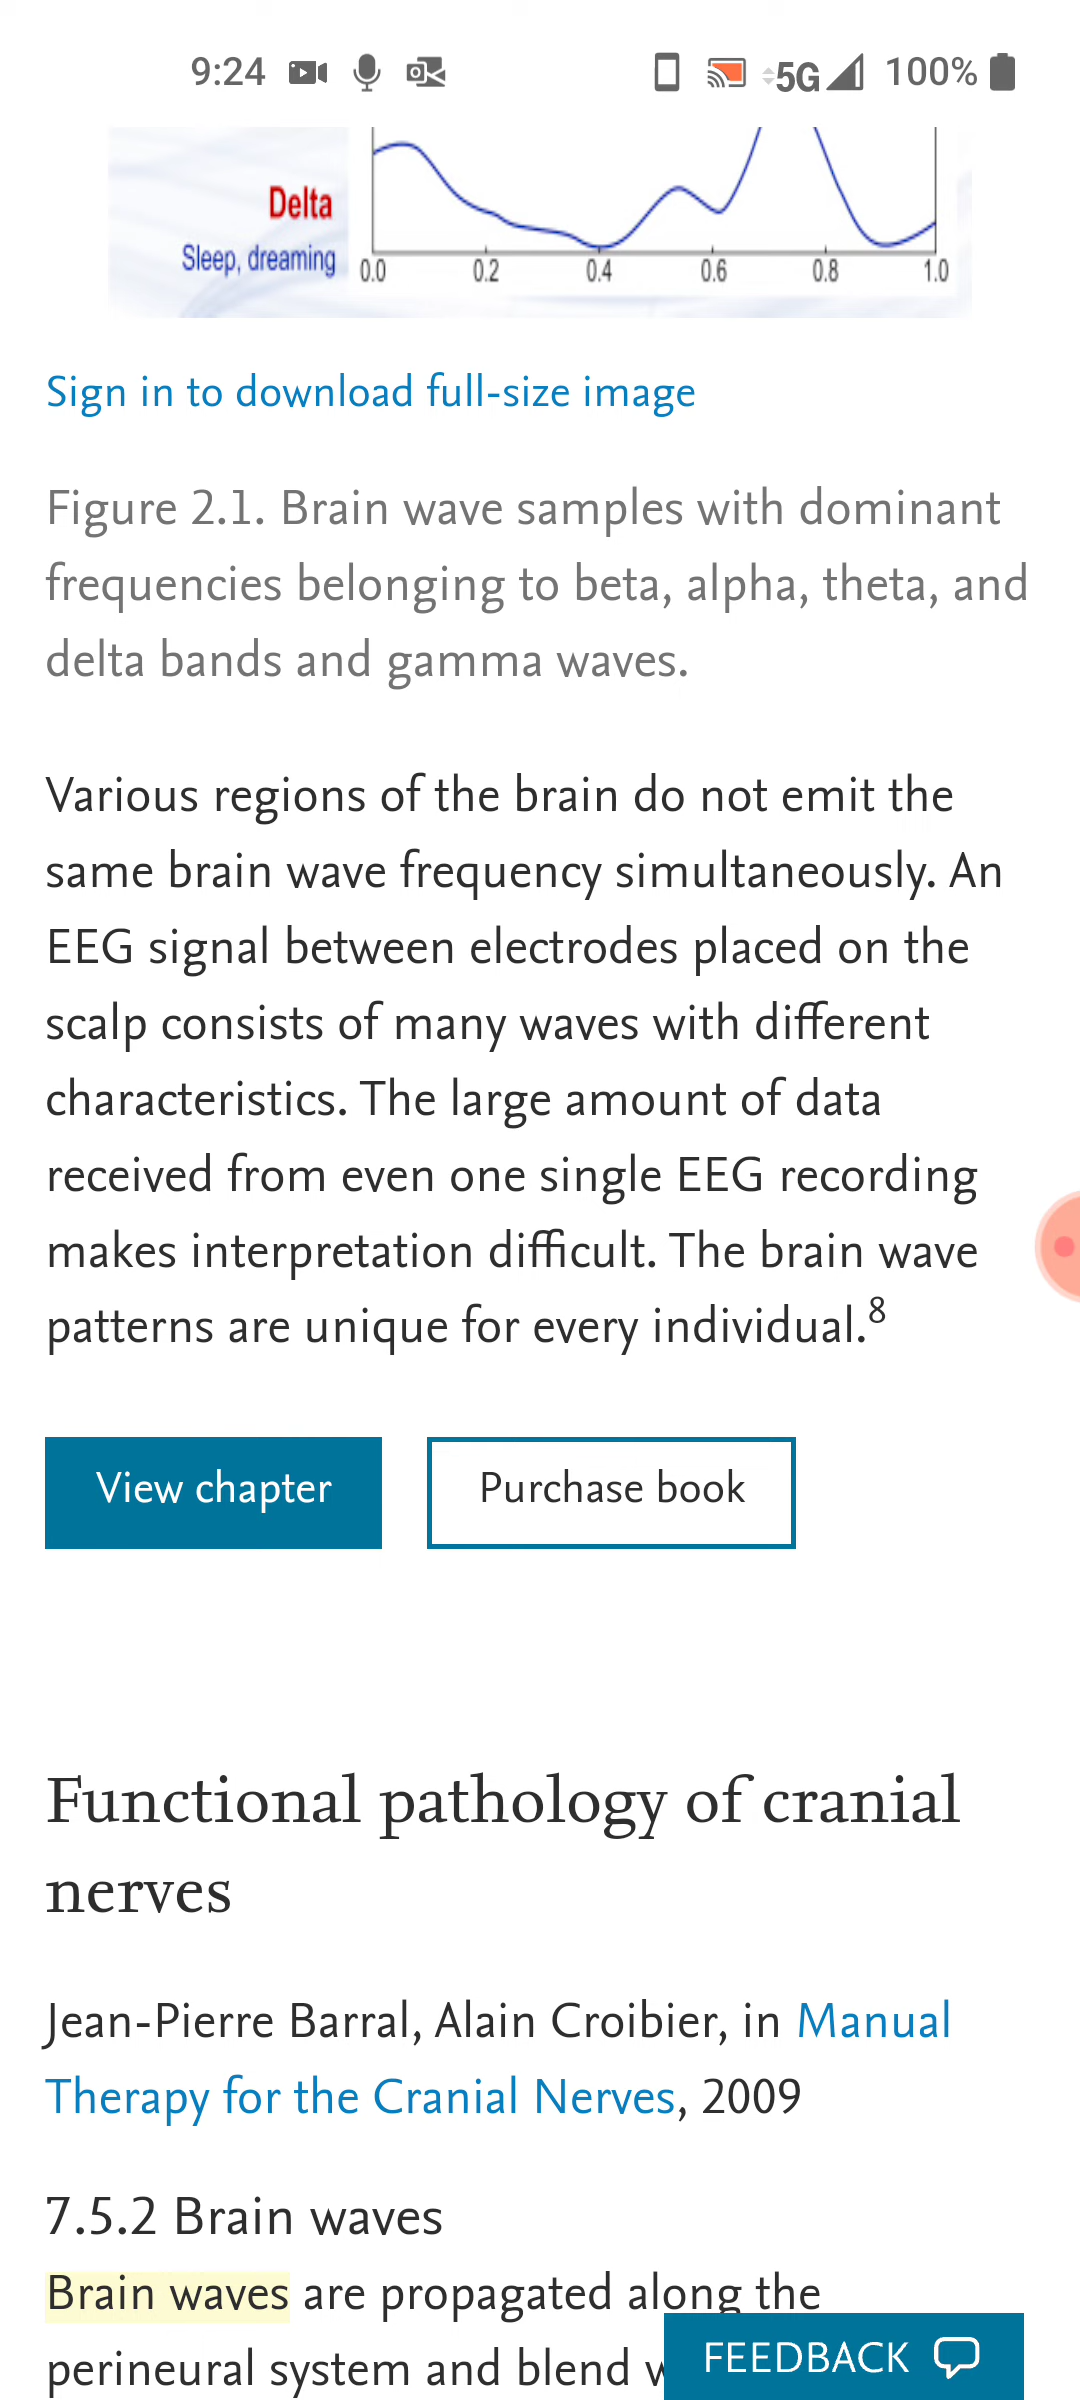 9:24 5G 100%
Delta
Sleep, dreaming
0.0 0.2 0.4 0.6 0.8 1.0
Sign in to download full-size image
Figure 2.1. Brain wave samples with dominant
frequencies belonging to beta, alpha, theta, and
delta bands and gamma waves.
Various regions of the brain do not emit the
same brain wave frequency simultaneously. An
EEG signal between electrodes placed on the
scalp consists of many waves with different
characteristics. The large amount of data
received from even one single EEG recording
makes interpretation difficult. The brain wave
patterns are unique for every individual.8
View chapter Purchase book
Functional pathology of cranial
nerves
Jean-Pierre Barral, Alain Croibier, in Manual
Therapy for the Cranial Nerves, 2009
7.5.2 Brain waves
Brain waves are propagated along the
perineural system and blend
FEEDBACK